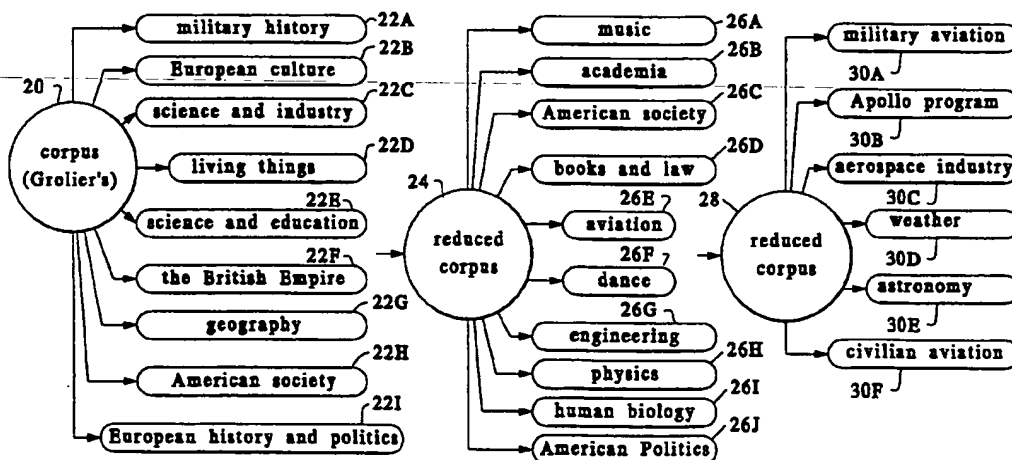 22A
military history
22B
European culture
20
22C
science and industry
corpus
(Grolier's)
22D
living things
22E
science and education
22F
the British Empire
22G
geography
22H
American society
22I
European history and politics
26A
music
26B
academia
26C
American society
26D
books and law
24
26E
aviation
reduced
corpus
26F
dance
26G
engineering
26H
physics
26I
human biology
26J
American Politics
military aviation
30A
Apollo program
30B
aerospace industry
30C
28
weather
30D
reduced
corpus
astronomy
30E
civilian aviation
30F